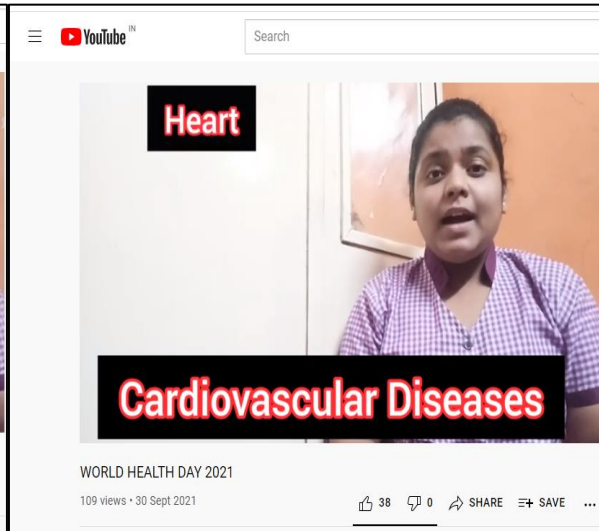 YouTube IN
Search
Heart
Cardiovascular Diseases
WORLD HEALTH DAY 2021
109 views • 30 Sept 2021
38 0 SHARE SAVE ...